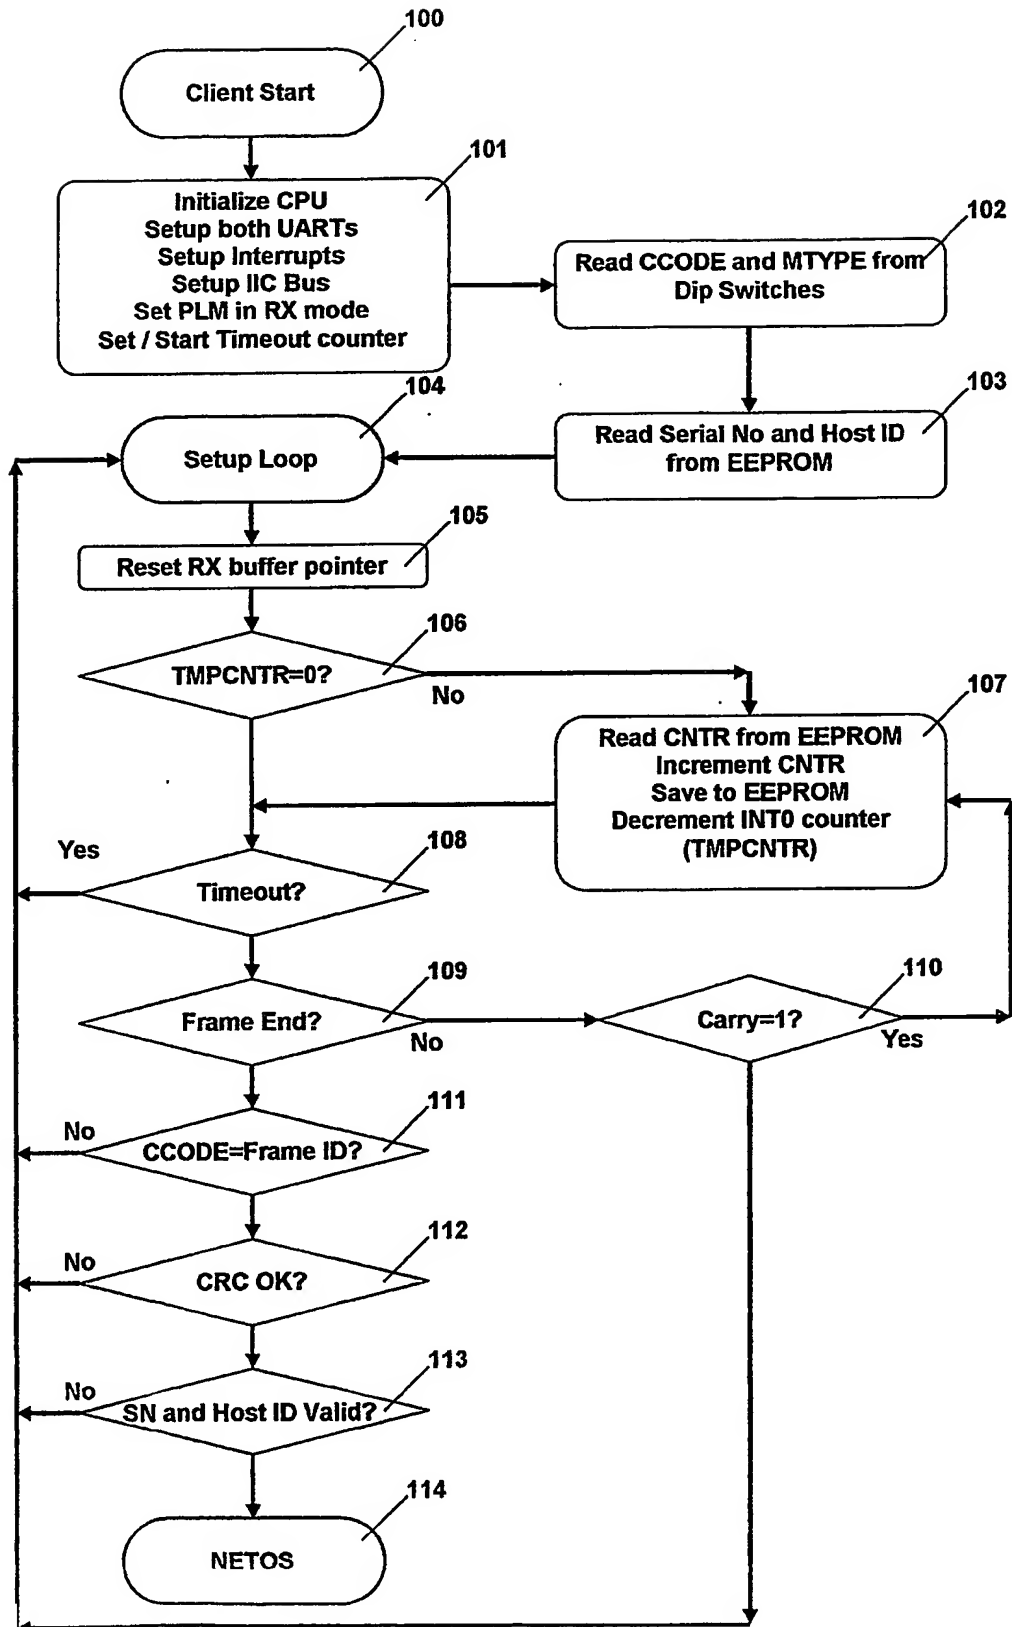 100
Client Start
101
Initialize CPU
Setup both UARTs
Setup Interrupts
Setup IIC Bus
Set PLM in RX mode
Set / Start Timeout counter
102
Read CCODE and MTYPE from
Dip Switches
103
Read Serial No and Host ID
from EEPROM
104
Setup Loop
105
Reset RX buffer pointer
106
TMPCNTR=0?
No
107
Read CNTR from EEPROM
Increment CNTR
Save to EEPROM
Decrement INT0 counter
(TMPCNTR)
108
Yes
Timeout?
109
Frame End?
No
110
Carry=1?
Yes
111
No
CCODE=Frame ID?
112
No
CRC OK?
113
No
SN and Host ID Valid?
114
NETOS